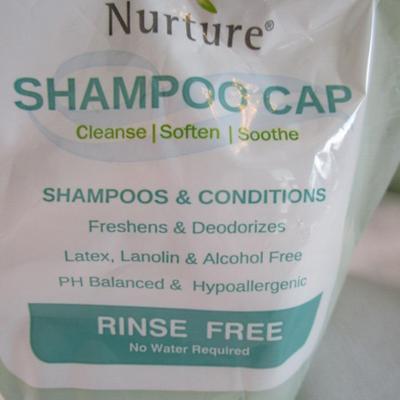 Nurture®
SHAMPOO CAP
Cleanse | Soften | Soothe
SHAMPOOS & CONDITIONS
Freshens & Deodorizes
Latex, Lanolin & Alcohol Free
PH Balanced & Hypoallergenic
RINSE FREE
No Water Required